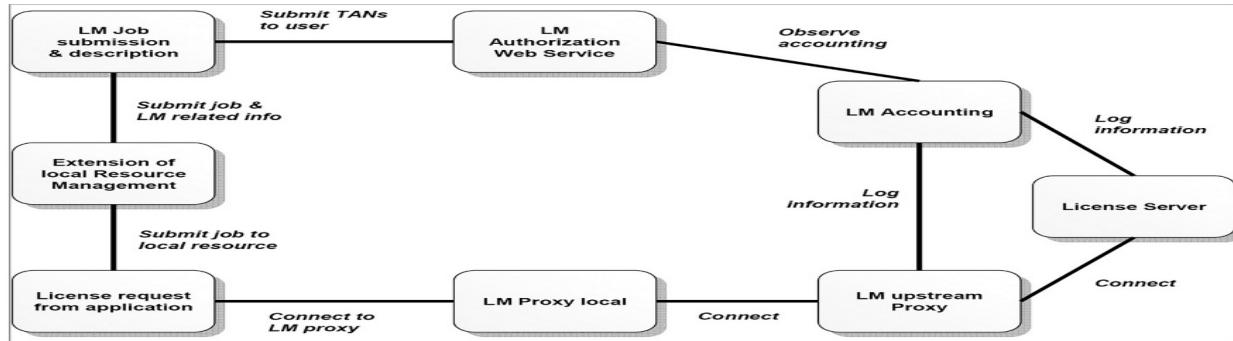 Submit TANs
to user
LM Job
submission
& description
LM
Authorization
Web Service
Observe
accounting
LM Accounting
Log
information
Submit job &
LM related info
Extension of
local Resource
Management
Log
information
License Server
Submit job to
local resource
License request
from application
Connect to
LM proxy
LM Proxy local
Connect
LM upstream
Proxy
Connect